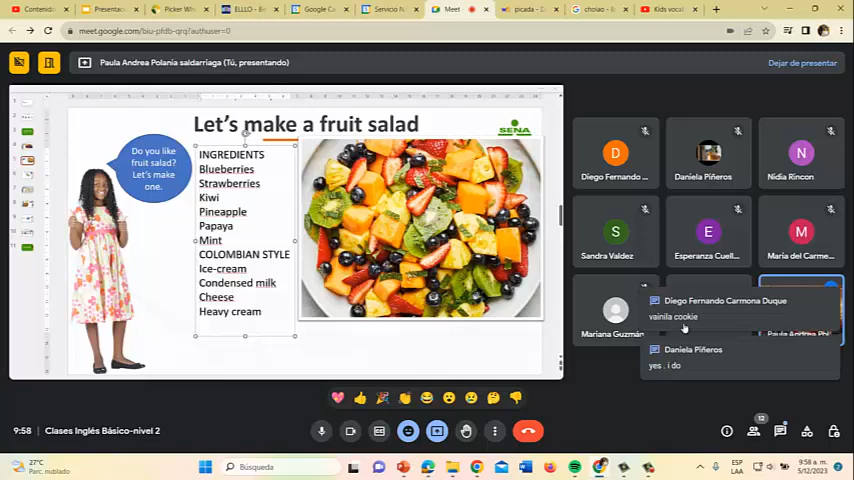 Contenido
Presentac
Picker Wh
ELLLO - Be
Google Ca
Servicio N
Meet
picada - D
choiao - B
Kids vocal
meet.google.com/biu-pfdb-qrq?authuser=0
Paula Andrea Polania saldarriaga (Tú, presentando)
Dejar de presentar
Let's make a fruit salad
SENA
Do you like
fruit salad?
Let's make
one.
INGREDIENTS
Blueberries
Strawberries
Kiwi
Pineapple
Papaya
Mint
COLOMBIAN STYLE
Ice-cream
Condensed milk
Cheese
Heavy cream
D
N
Diego Fernando ...
Daniela Piñeros
Nidia Rincon
S
E
M
Sandra Valdez
Esperanza Cuell...
Maria del Carme...
Mariana Guzmán
Diego Fernando Carmona Duque
vainila cookie
Daniela Piñeros
yes , i do
12
9:58
Clases Inglés Básico-nivel 2
27°C
Parc. nublado
Búsqueda
ESP
LAA
9:58 a. m.
5/12/2023